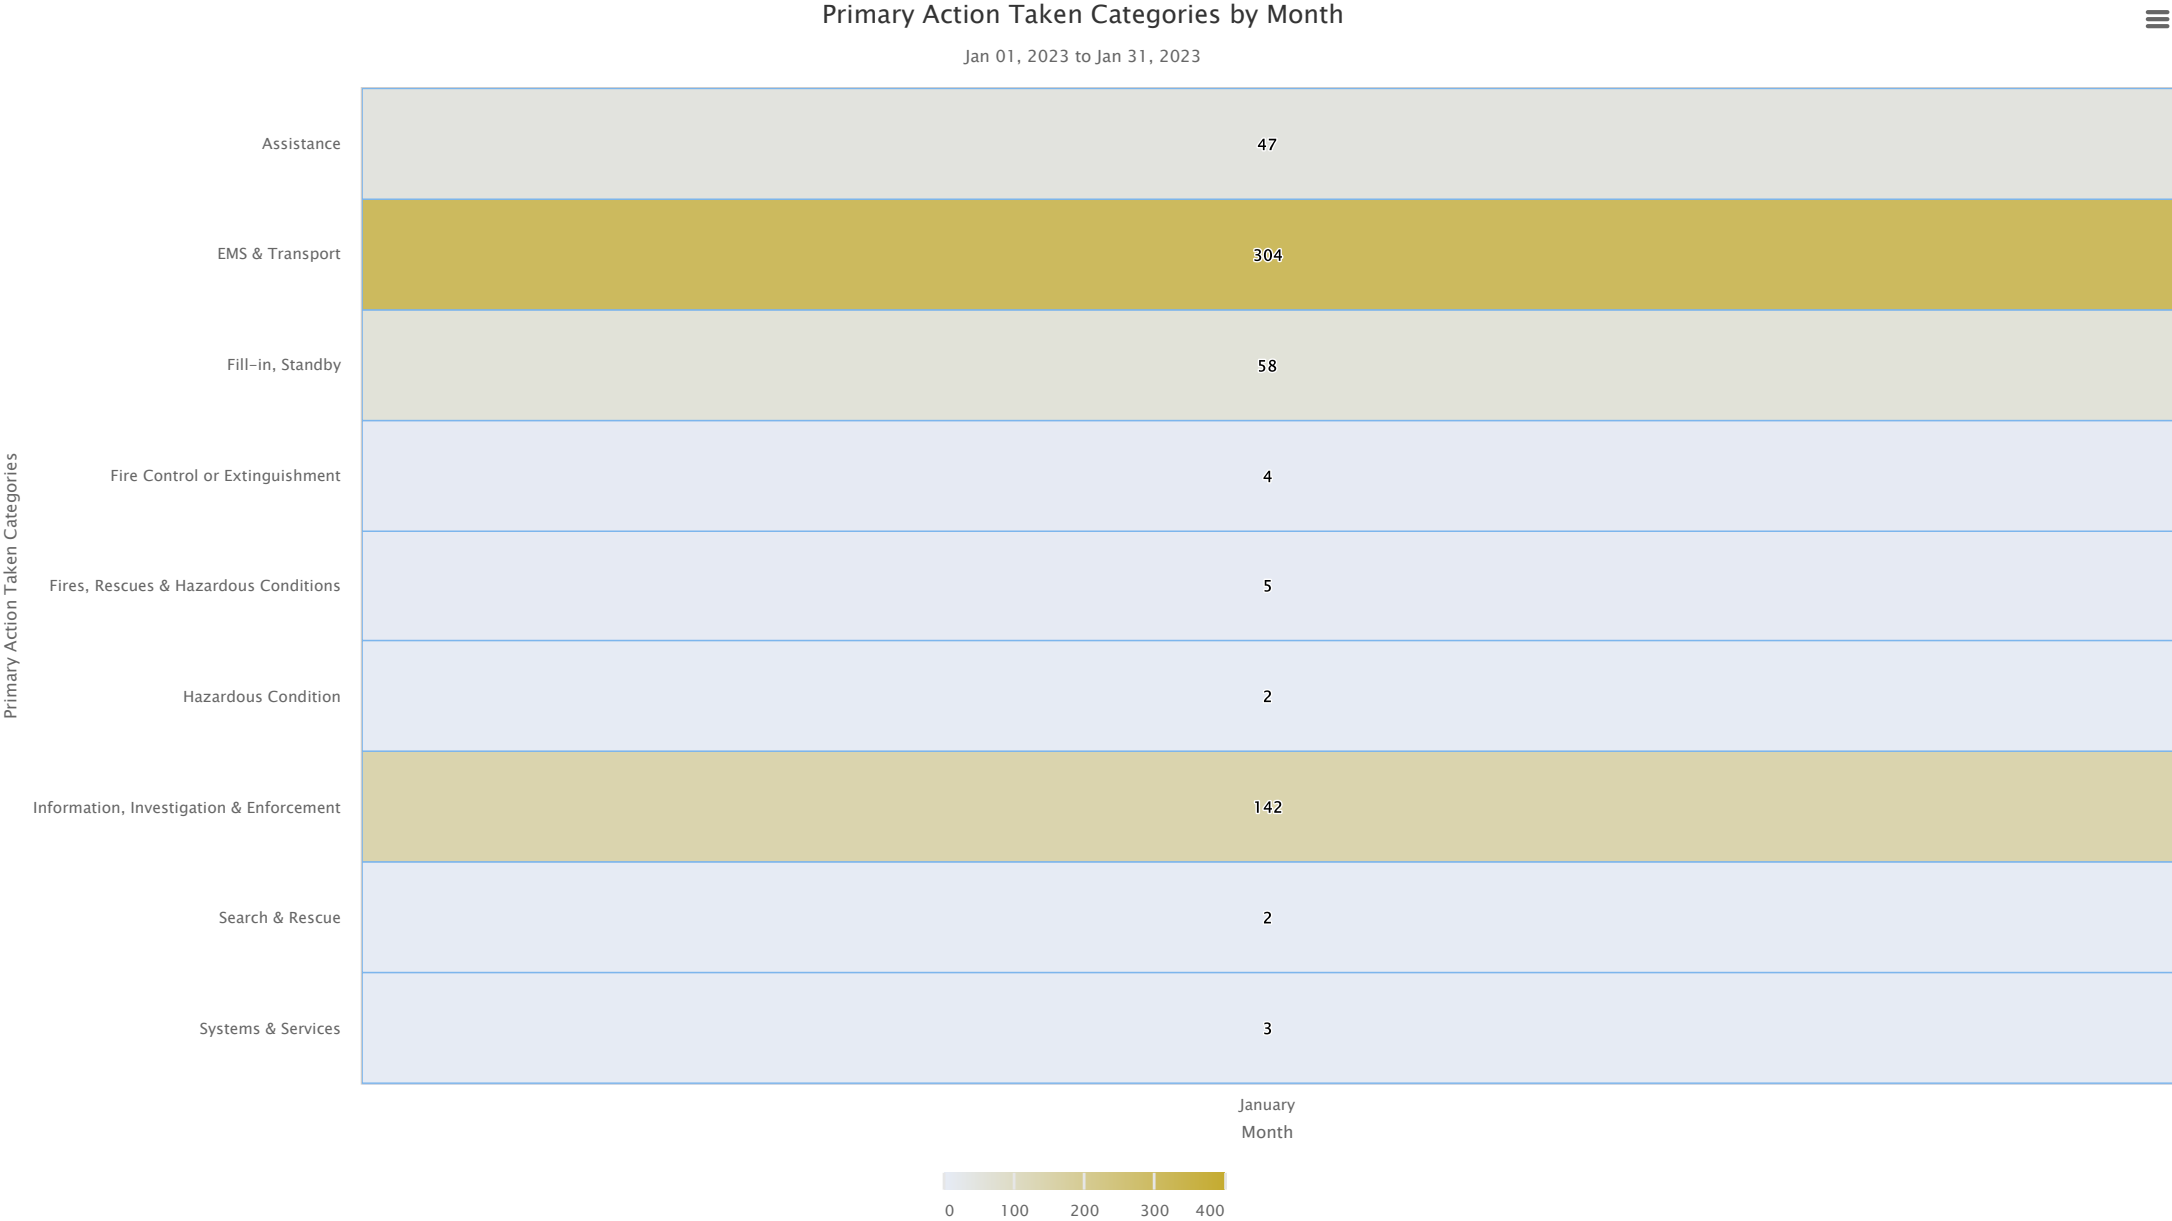 Primary Action Taken Categories by Month
Jan 01, 2023 to Jan 31, 2023
Primary Action Taken Categories
Assistance
47
EMS & Transport
304
Fill-in, Standby
58
Fire Control or Extinguishment
4
Fires, Rescues & Hazardous Conditions
5
Hazardous Condition
2
Information, Investigation & Enforcement
142
Search & Rescue
2
Systems & Services
3
January
Month
0 100 200 300 400